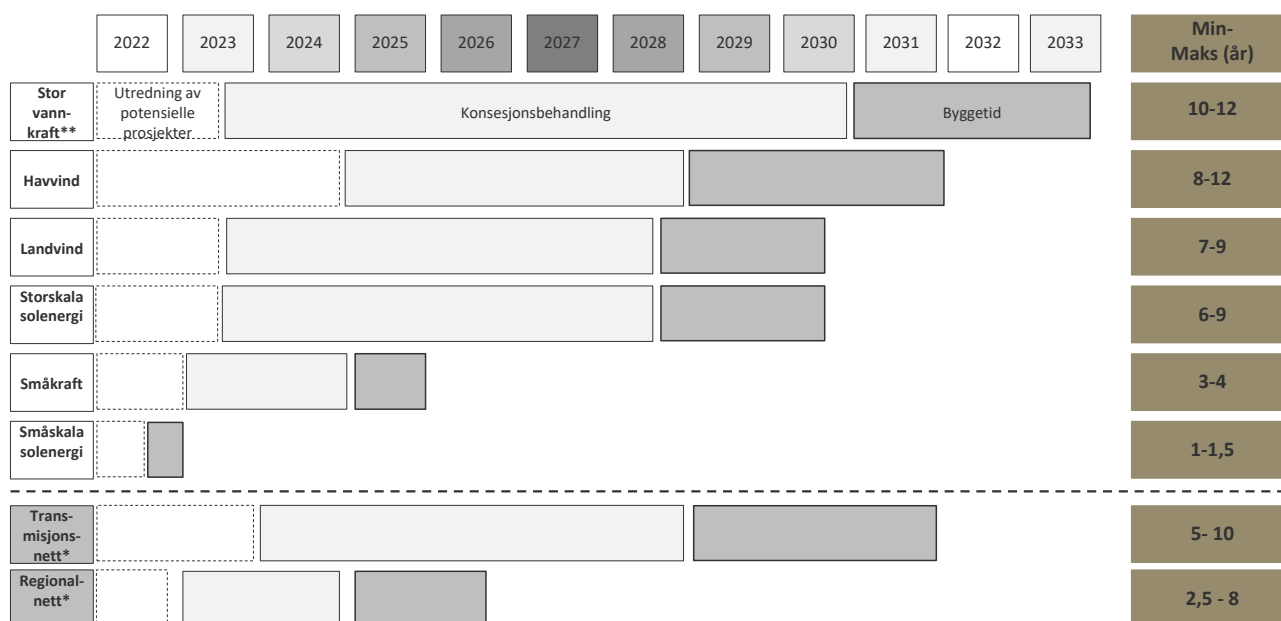 2022 2023 2024 2025 2026 2027 2028 2029 2030 2031 2032 2033
Min-
Maks (år)
Stor
vann-
kraft**
Utredning av
potensielle
prosjekter
Konsesjonsbehandling
Byggetid
10-12
Havvind
8-12
Landvind
7-9
Storskala
solenergi
6-9
Småkraft
3-4
Småskala
solenergi
1-1,5
Trans-
misjons-
nett*
5- 10
Regional-
nett*
2,5 - 8